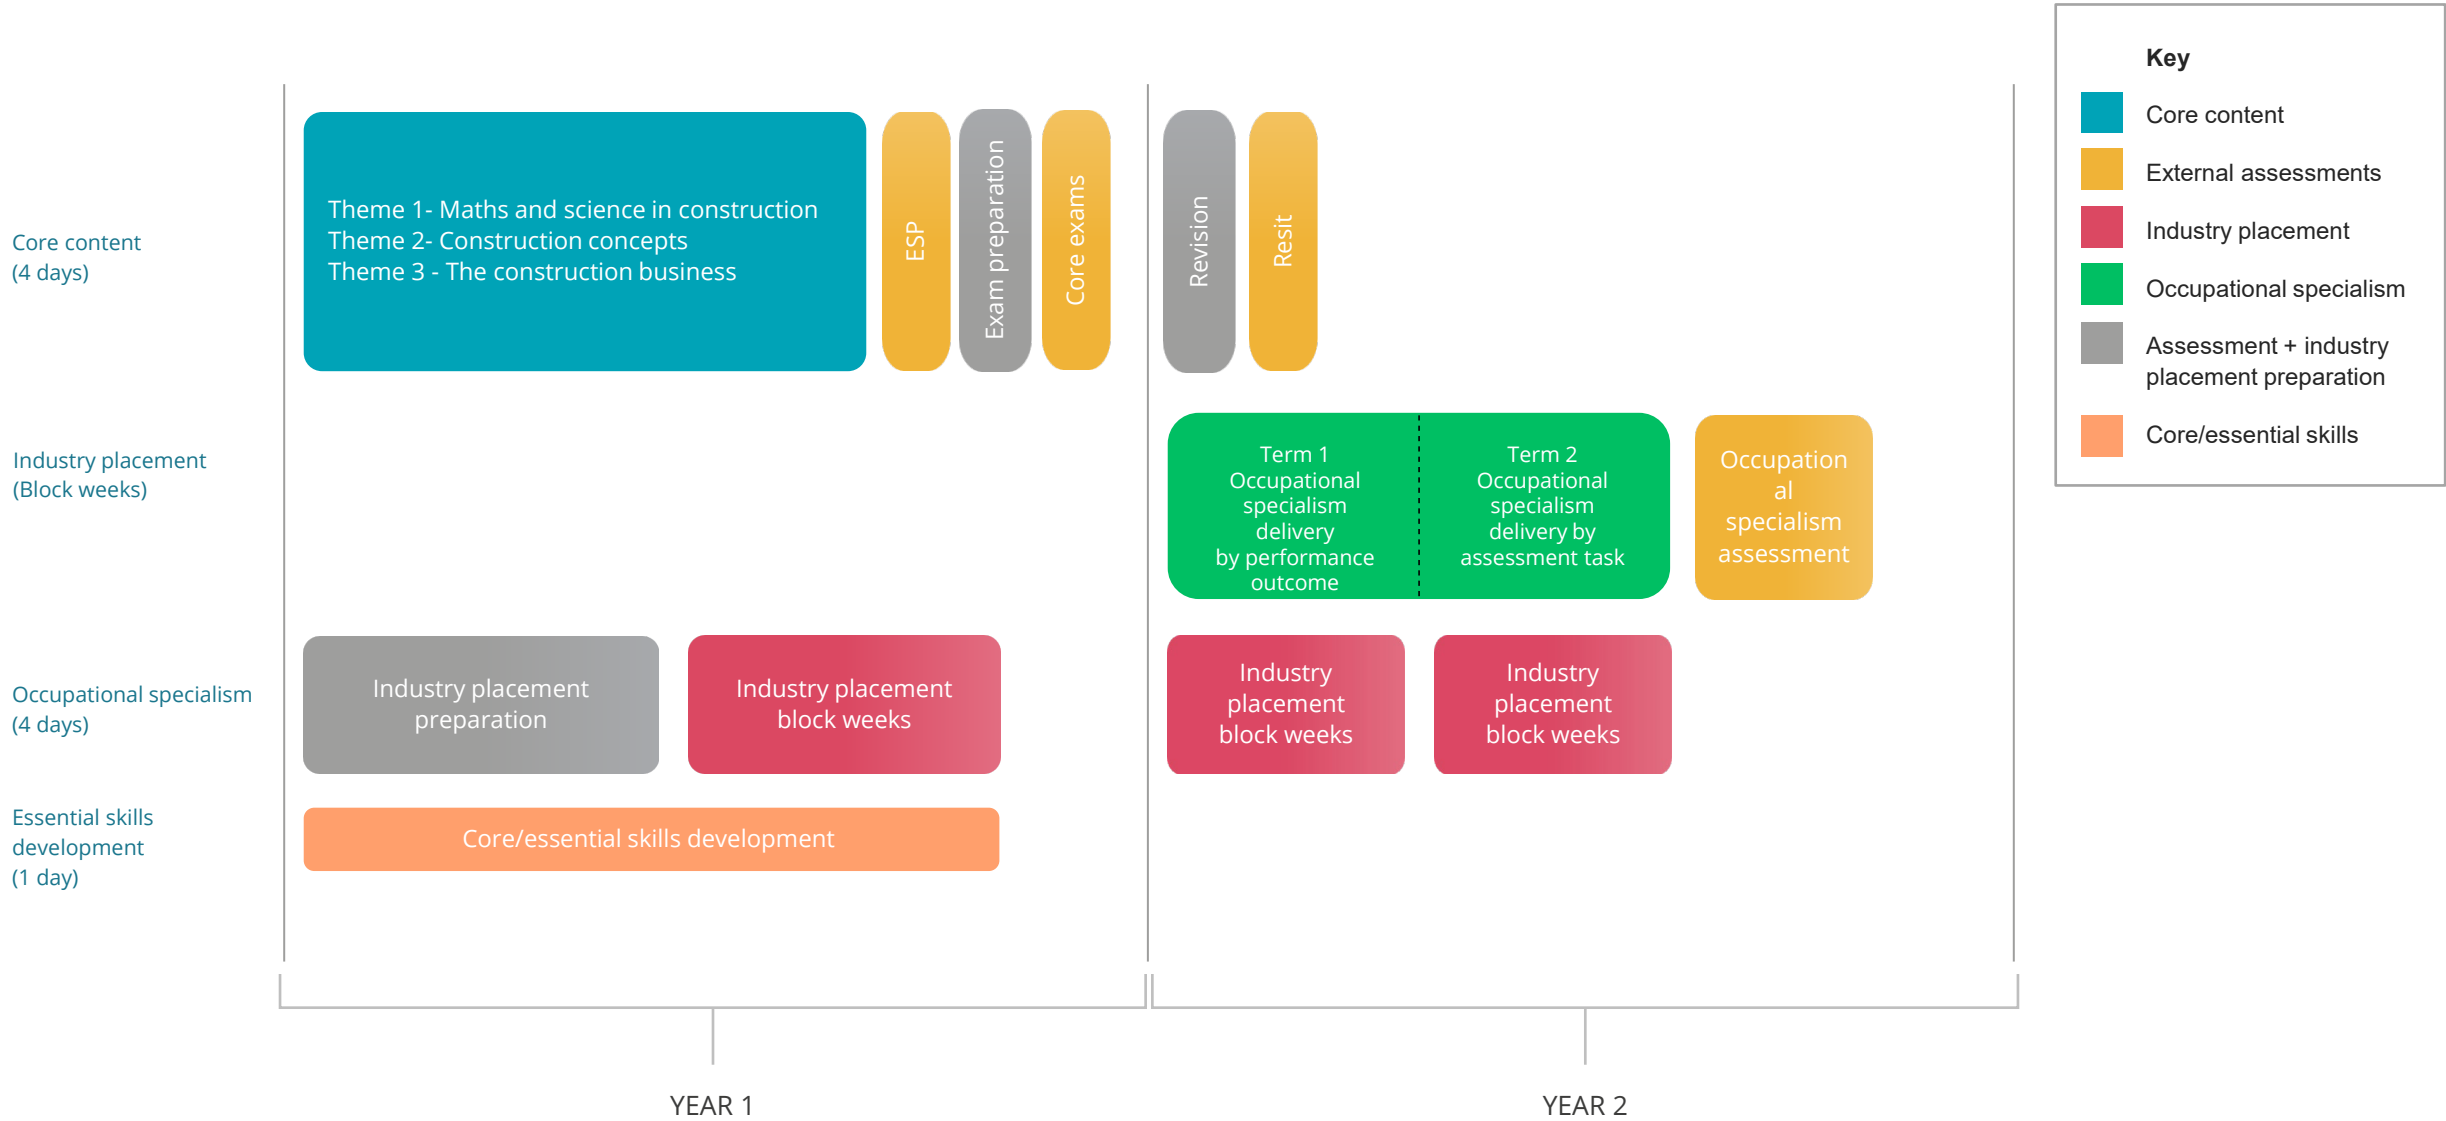 Key
Core content
External assessments
Industry placement
Occupational specialism
Assessment + industry
placement preparation
Core/essential skills
Core content
(4 days)
Theme 1- Maths and science in construction
Theme 2- Construction concepts
Theme 3 - The construction business
ESP
Exam preparation
Core exams
Revision
Resit
Industry placement
(Block weeks)
Term 1
Occupational
specialism
delivery
by performance
outcome
Term 2
Occupational
specialism
delivery by
assessment task
Occupation
al
specialism
assessment
Occupational specialism
(4 days)
Industry placement
preparation
Industry placement
block weeks
Industry
placement
block weeks
Industry
placement
block weeks
Essential skills
development
(1 day)
Core/essential skills development
YEAR 1
YEAR 2